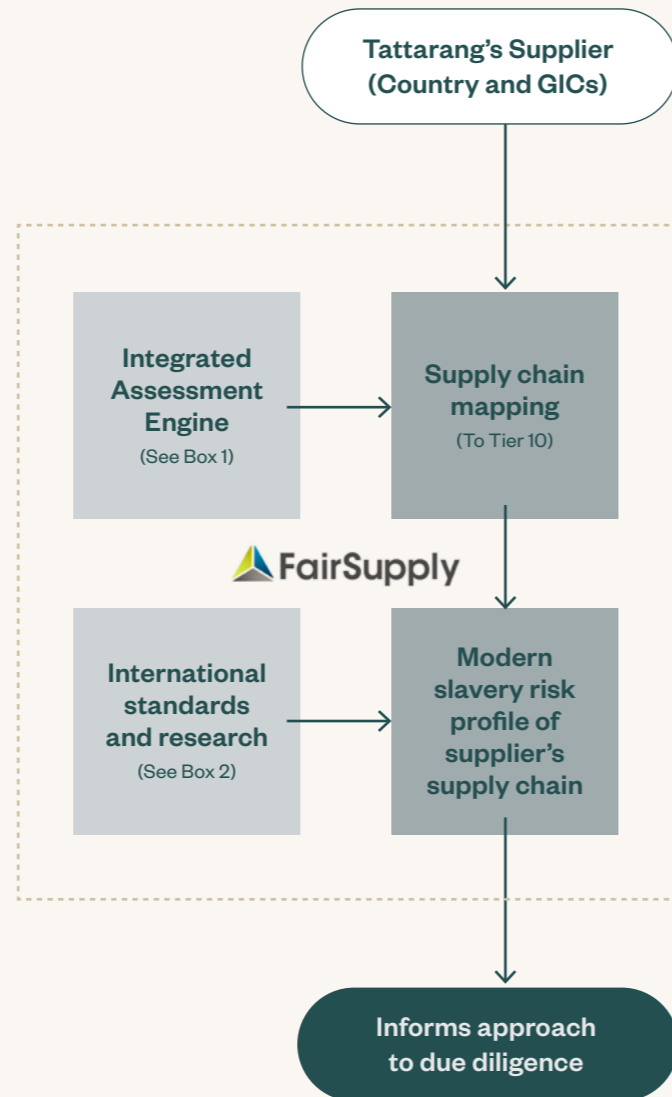 Tattarang’s Supplier
(Country and GICs)
Integrated
Assessment
Engine
(See Box 1)
Supply chain
mapping
(To Tier 10)
FairSupply
International
standards
and research
(See Box 2)
Modern
slavery risk
profile of
supplier’s
supply chain
Informs approach
to due diligence